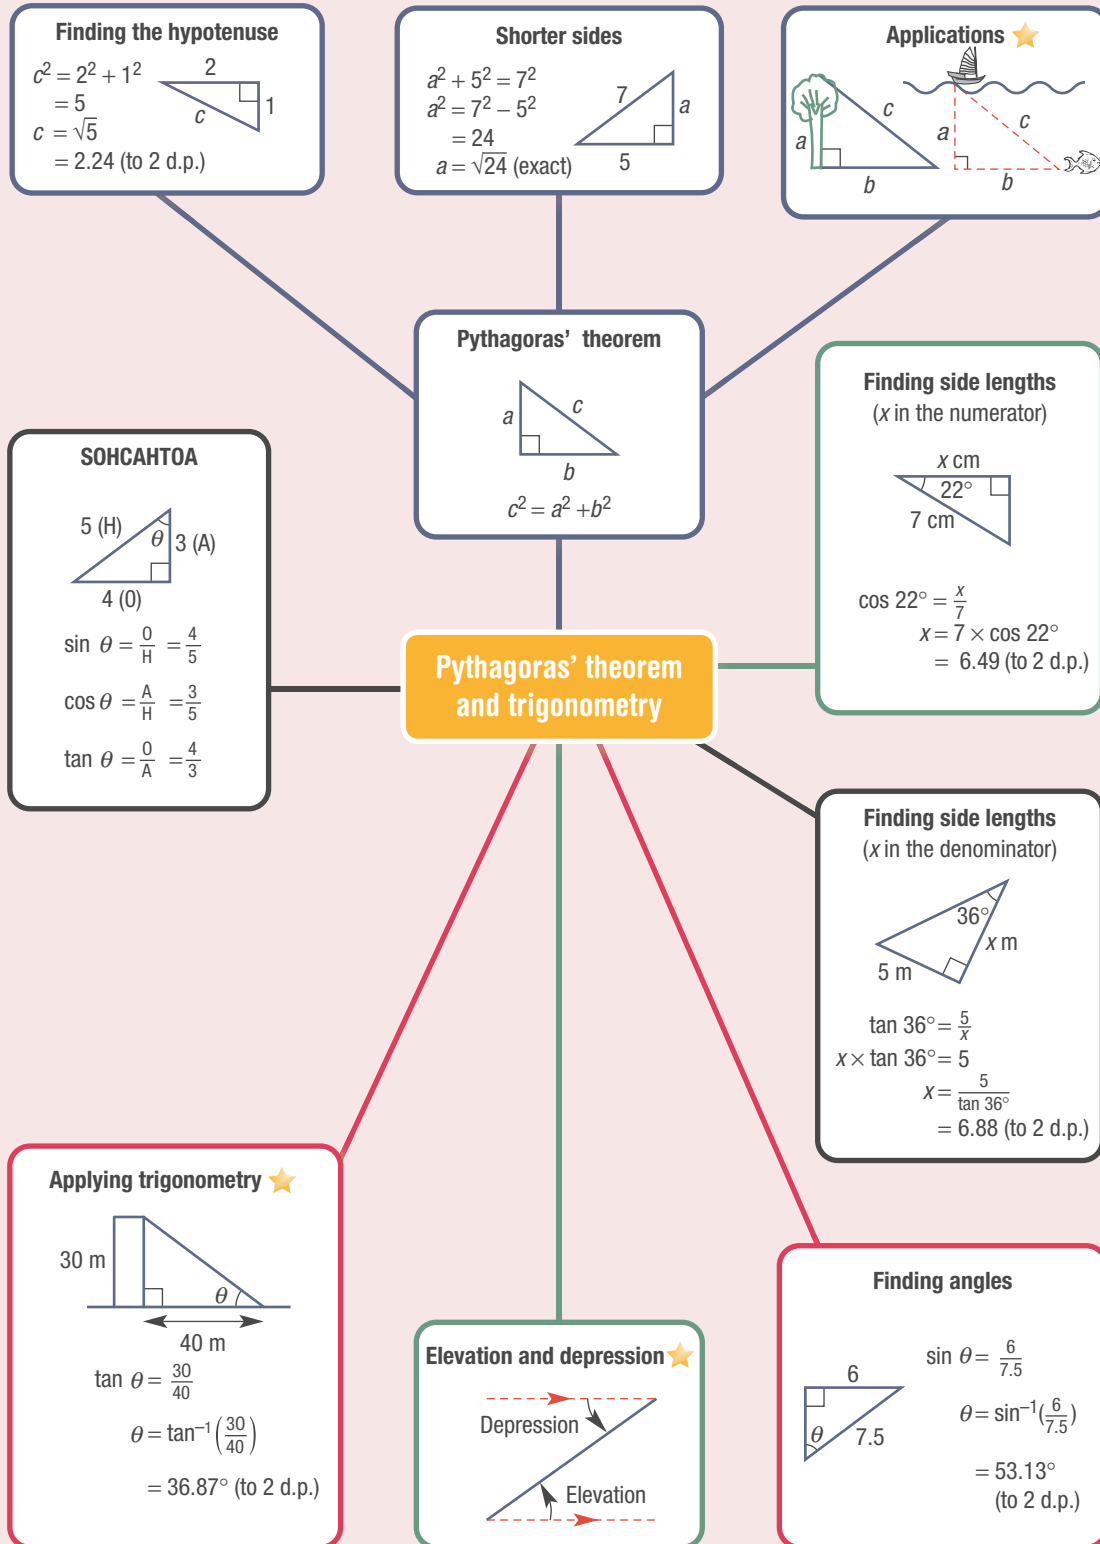 Finding the hypotenuse
c² = 2² + 1²
= 5
c = √5
= 2.24 (to 2 d.p.)
2
1
c
Shorter sides
a² + 5² = 7²
a² = 7² − 5²
= 24
a = √24 (exact)
7
a
5
Applications
a
c
b
a
c
b
Pythagoras' theorem
a
c
b
c² = a² + b²
Finding side lengths
(x in the numerator)
x cm
22°
7 cm
cos 22° = x/7
x = 7 × cos 22°
= 6.49 (to 2 d.p.)
SOHCAHTOA
5 (H)
θ
3 (A)
4 (O)
sin θ = O/H = 4/5
cos θ = A/H = 3/5
tan θ = O/A = 4/3
Pythagoras' theorem
and trigonometry
Finding side lengths
(x in the denominator)
36°
x m
5 m
tan 36° = 5/x
x × tan 36° = 5
x = 5/tan 36°
= 6.88 (to 2 d.p.)
Applying trigonometry
30 m
θ
40 m
tan θ = 30/40
θ = tan⁻¹(30/40)
= 36.87° (to 2 d.p.)
Elevation and depression
Depression
Elevation
Finding angles
6
θ
7.5
sin θ = 6/7.5
θ = sin⁻¹(6/7.5)
= 53.13°
(to 2 d.p.)